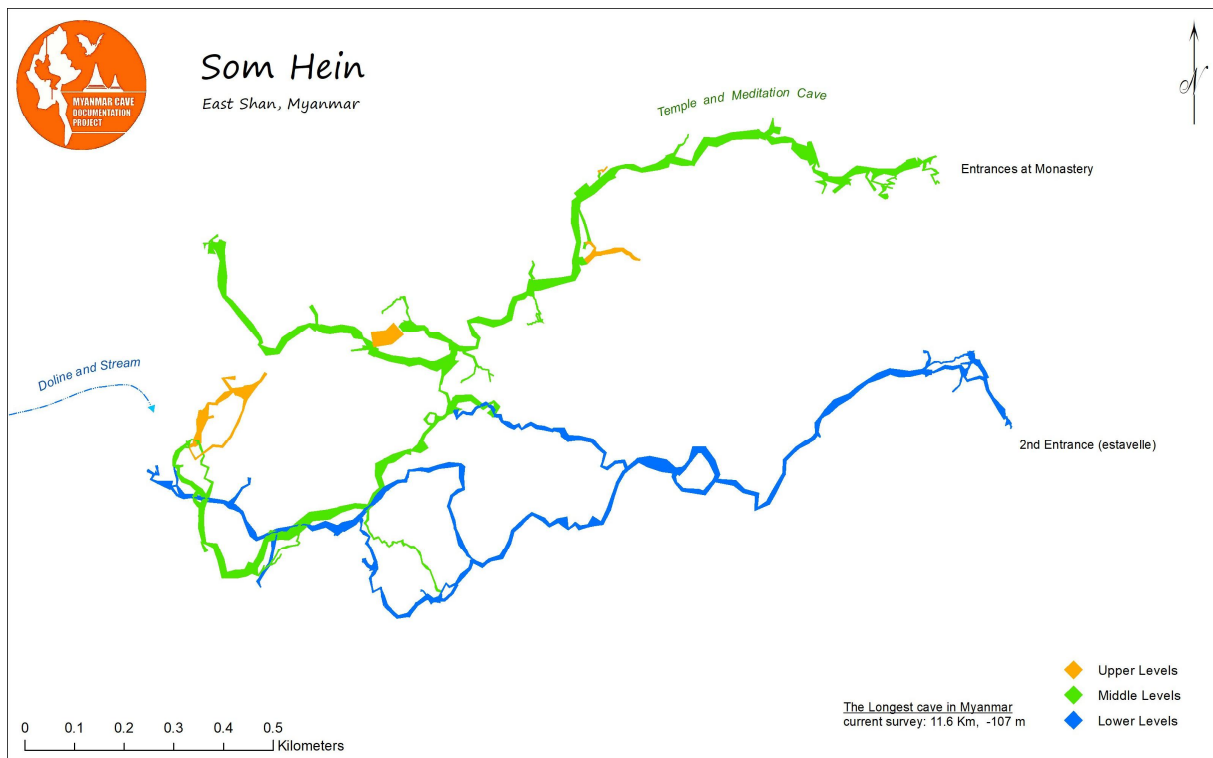 MYANMAR CAVE
DOCUMENTATION
PROJECT
Som Hein
East Shan, Myanmar
Temple and Meditation Cave
N
Entrances at Monastery
Doline and Stream
2nd Entrance (estavelle)
Upper Levels
Middle Levels
Lower Levels
The Longest cave in Myanmar
current survey: 11.6 Km, -107 m
0 0.1 0.2 0.3 0.4 0.5
Kilometers